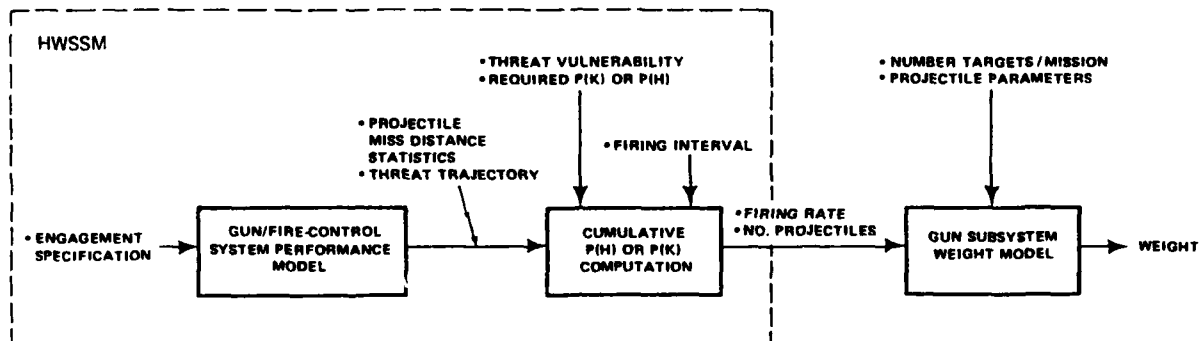 HWSSM
• THREAT VULNERABILITY
• REQUIRED P(K) OR P(H)
• NUMBER TARGETS/MISSION
• PROJECTILE PARAMETERS
• PROJECTILE
MISS DISTANCE
STATISTICS
• THREAT TRAJECTORY
• FIRING INTERVAL
• ENGAGEMENT
SPECIFICATION
GUN/FIRE-CONTROL
SYSTEM PERFORMANCE
MODEL
CUMULATIVE
P(H) OR P(K)
COMPUTATION
• FIRING RATE
• NO. PROJECTILES
GUN SUBSYSTEM
WEIGHT MODEL
WEIGHT